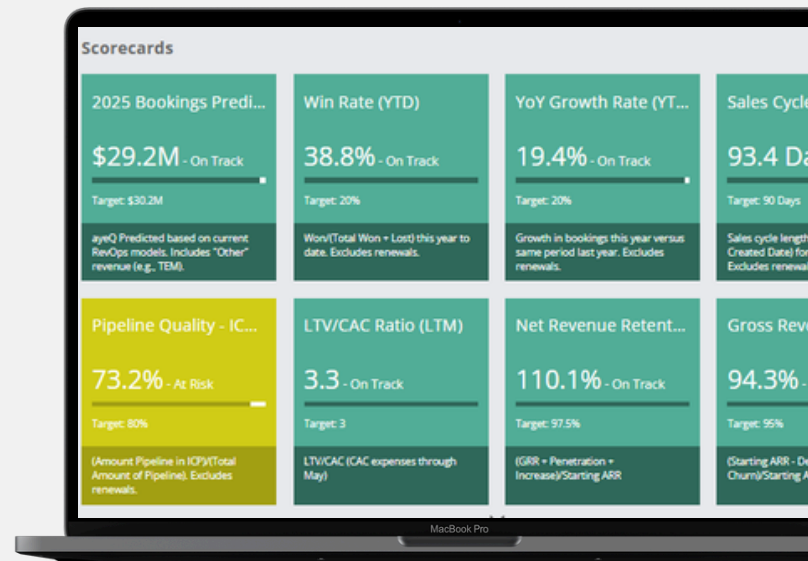 Scorecards
2025 Bookings Predi...
$29.2M - On Track
Target: $30.2M
ayeQ Predicted based on current
RevOps models. Includes "Other"
revenue (e.g., TEM).
Win Rate (YTD)
38.8% - On Track
Target: 20%
Won/(Total Won + Lost) this year to
date. Excludes renewals.
YoY Growth Rate (YT...
19.4% - On Track
Target: 20%
Growth in bookings this year versus
same period last year. Excludes
renewals.
Sales Cycle
93.4 Da
Target: 90 Days
Sales cycle length
Created Date) for
Excludes renewal
Pipeline Quality - IC...
73.2% - At Risk
Target: 80%
(Amount Pipeline in ICP)/(Total
Amount of Pipeline). Excludes
renewals.
LTV/CAC Ratio (LTM)
3.3 - On Track
Target: 3
LTV/CAC (CAC expenses through
May)
Net Revenue Retent...
110.1% - On Track
Target: 97.5%
(GRR + Penetration +
Increase)/Starting ARR
Gross Reve
94.3% -
Target: 95%
(Starting ARR - De
Churn)/Starting A
MacBook Pro